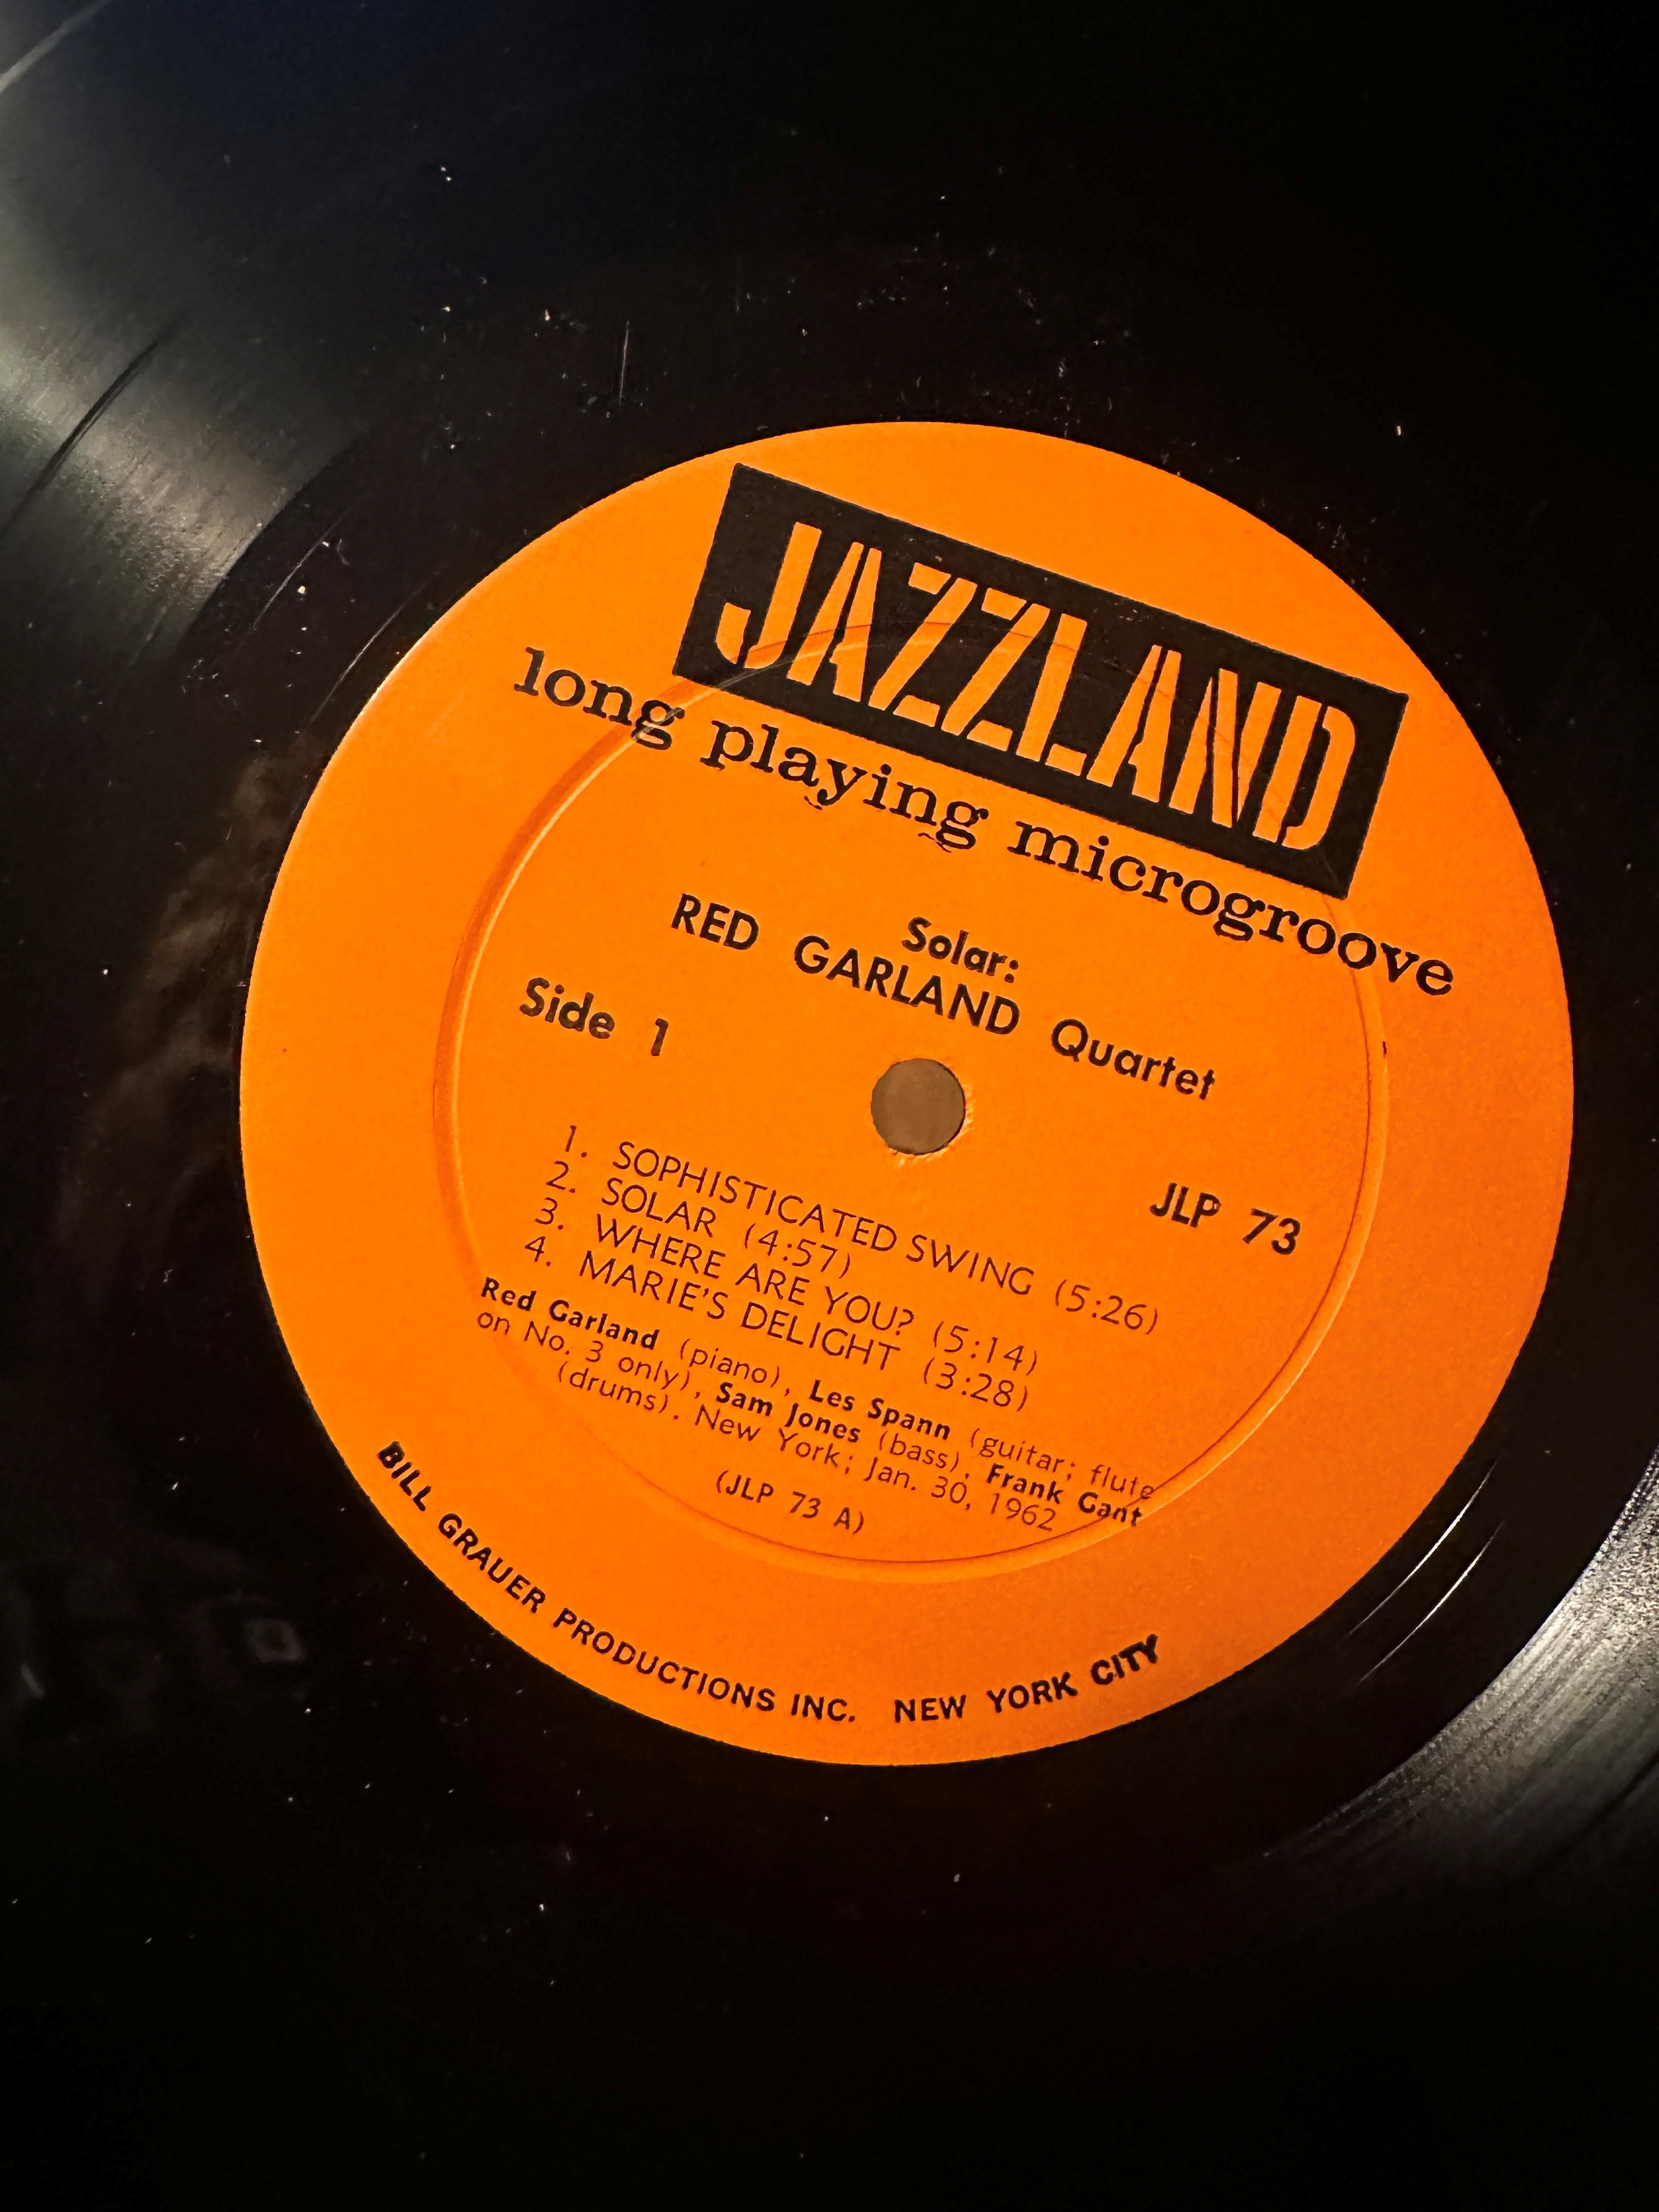 JAZZLAND
long playing microgroove
Solar:
RED GARLAND Quartet
Side 1
JLP 73
1. SOPHISTICATED SWING (5:26)
2. SOLAR (4:57)
3. WHERE ARE YOU? (5:14)
4. MARIE'S DELIGHT (3:28)
Red Garland (piano), Les Spann (guitar; flute
on No. 3 only), Sam Jones (bass), Frank Gant
(drums). New York; Jan. 30, 1962
(JLP 73 A)
BILL GRAUER PRODUCTIONS INC. NEW YORK CITY